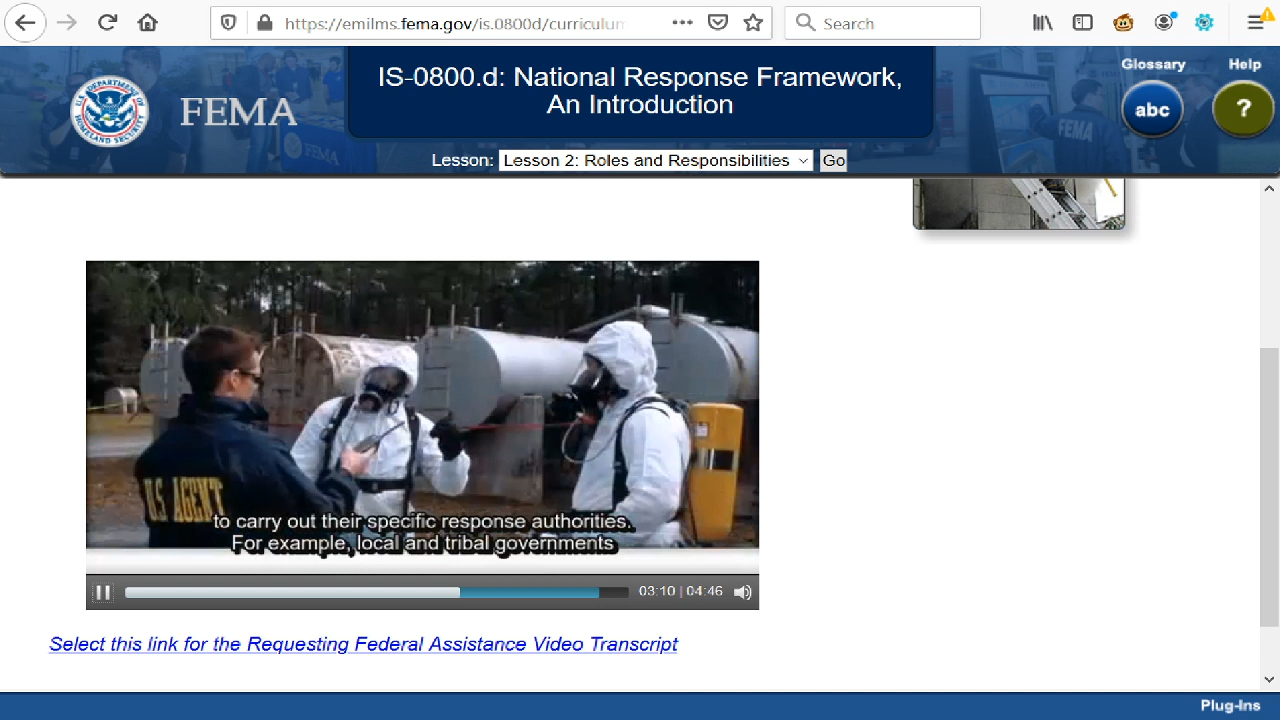 https://emilms.fema.gov/is.0800d/curriculum
Search
FEMA
IS-0800.d: National Response Framework,
An Introduction
Glossary
Help
abc
?
Lesson: Lesson 2: Roles and Responsibilities Go
U.S AGENT
to carry out their specific response authorities.
For example, local and tribal governments
03:10 | 04:46
Select this link for the Requesting Federal Assistance Video Transcript
Plug-Ins